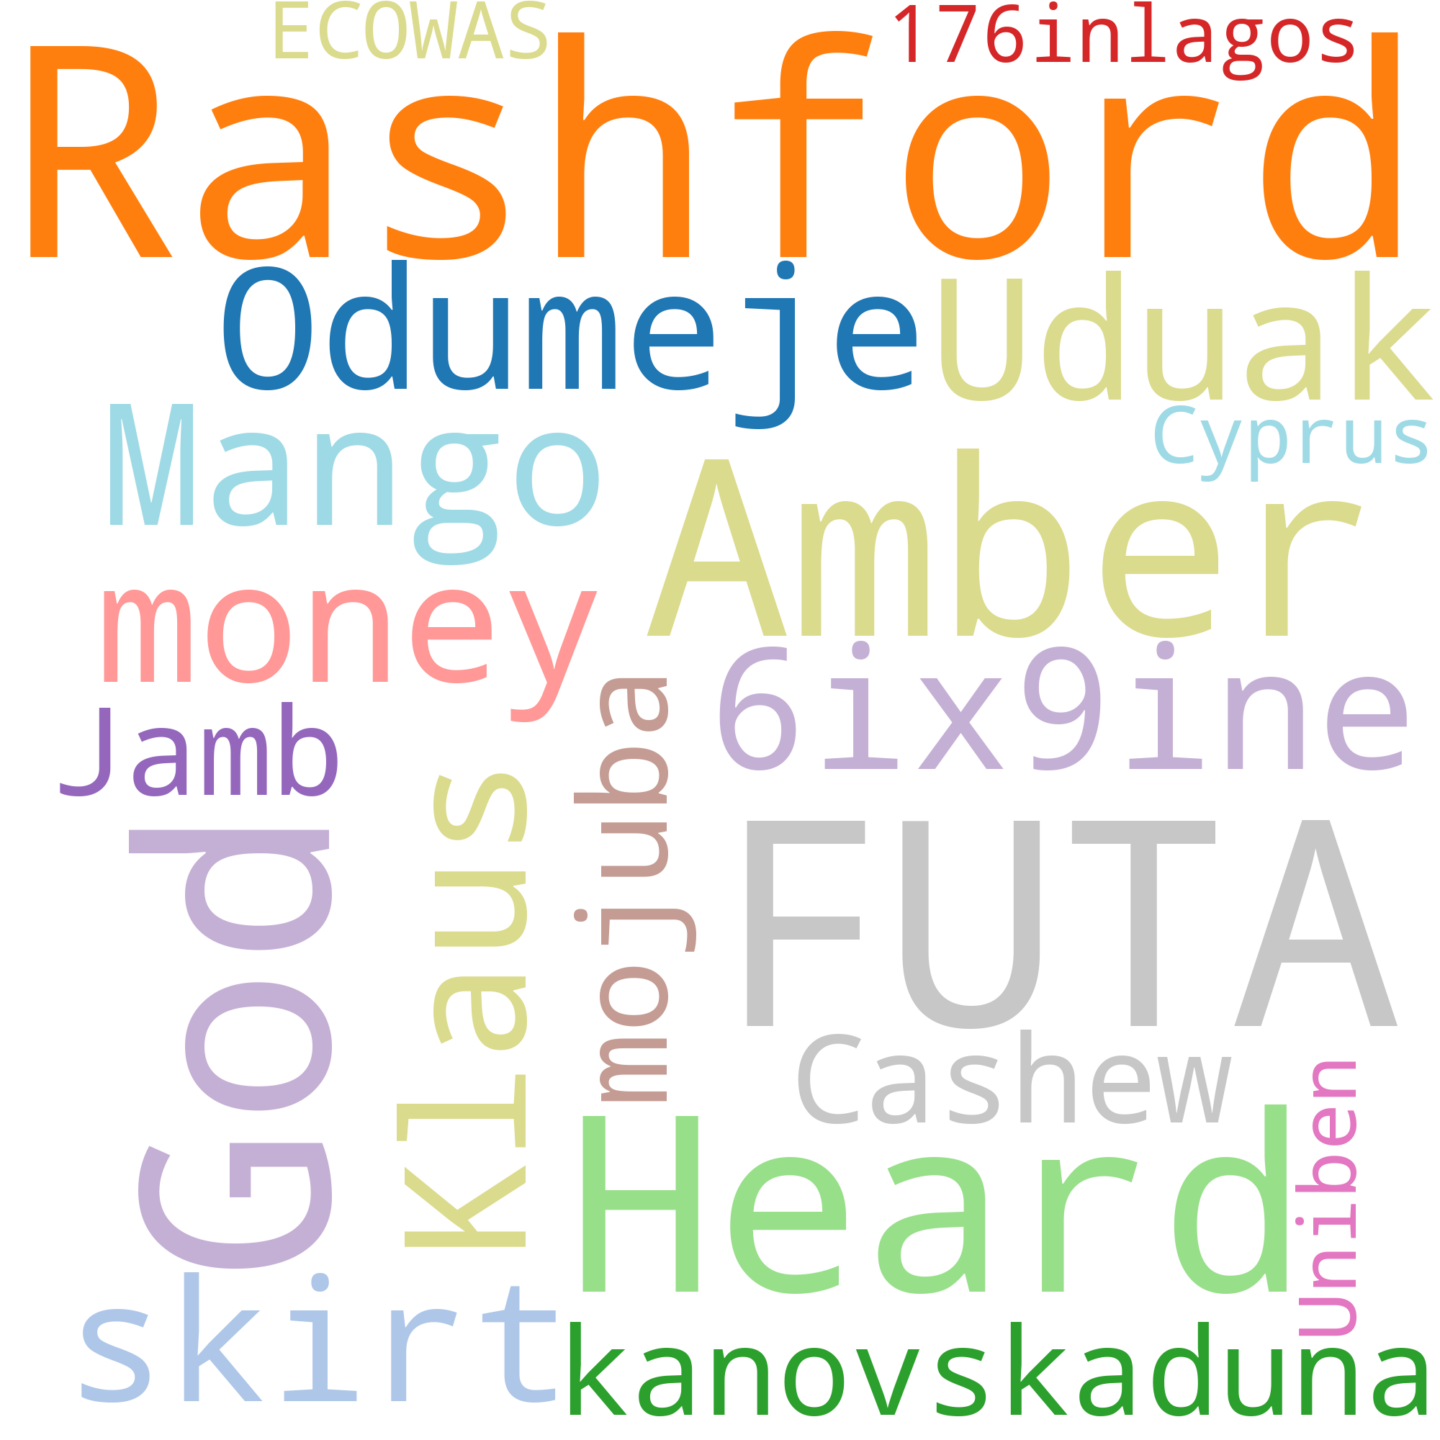 ECOWAS
176inlagos
Rashford
Odumeje
Uduak
Mango
Cyprus
Amber
money
6ix9ine
Jamb
mojuba
God
Klaus
FUTA
Cashew
Heard
Uniben
skirt
kanovskaduna